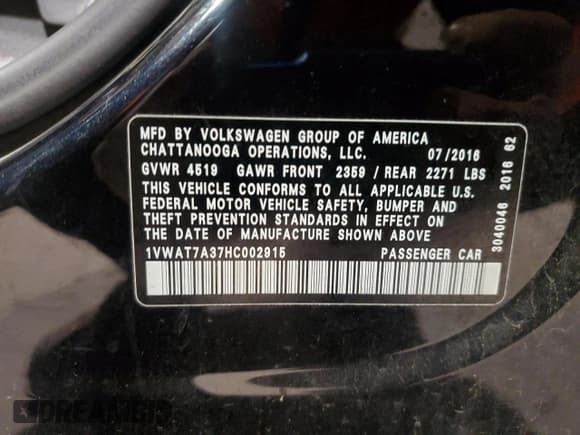 MFD BY VOLKSWAGEN GROUP OF AMERICA
CHATTANOOGA OPERATIONS, LLC. 07/2016
GVWR 4519 GAWR FRONT 2359 / REAR 2271 LBS
THIS VEHICLE CONFORMS TO ALL APPLICABLE U.S.
FEDERAL MOTOR VEHICLE SAFETY, BUMPER AND
THEFT PREVENTION STANDARDS IN EFFECT ON
THE DATE OF MANUFACTURE SHOWN ABOVE
1VWAT7A37HC002915 PASSENGER CAR
3040046 2016 62
DREAMBIDS